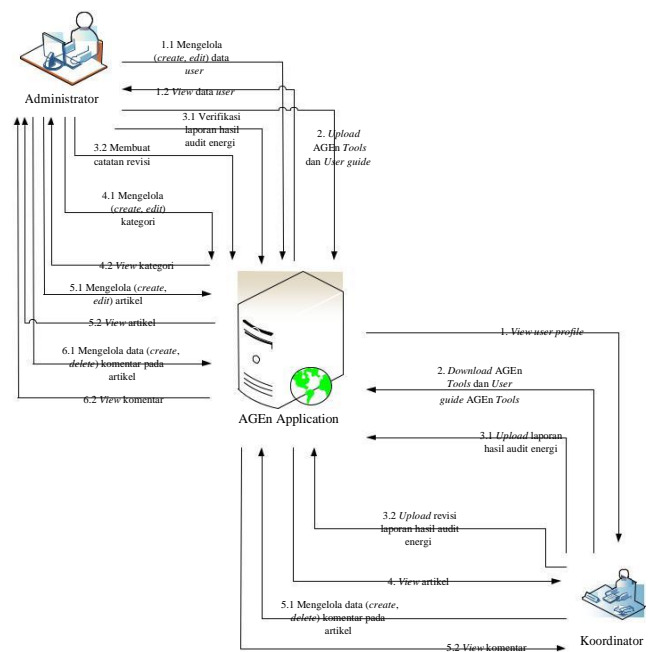 1.1 Mengelola
(create, edit) data
user
1.2 View data user
Administrator
3.1 Verifikasi
laporan hasil
audit energi
2. Upload
AGEn Tools
dan User guide
3.2 Membuat
catatan revisi
4.1 Mengelola
(create, edit)
kategori
4.2 View kategori
5.1 Mengelola (create,
edit) artikel
5.2 View artikel
6.1 Mengelola data (create,
delete) komentar pada
artikel
6.2 View komentar
AGEn Application
1. View user profile
2. Download AGEn
Tools dan User
guide AGEn Tools
3.1 Upload laporan
hasil audit energi
3.2 Upload revisi
laporan hasil audit
energi
4. View artikel
5.1 Mengelola data (create,
delete) komentar pada
artikel
5.2 View komentar
Koordinator